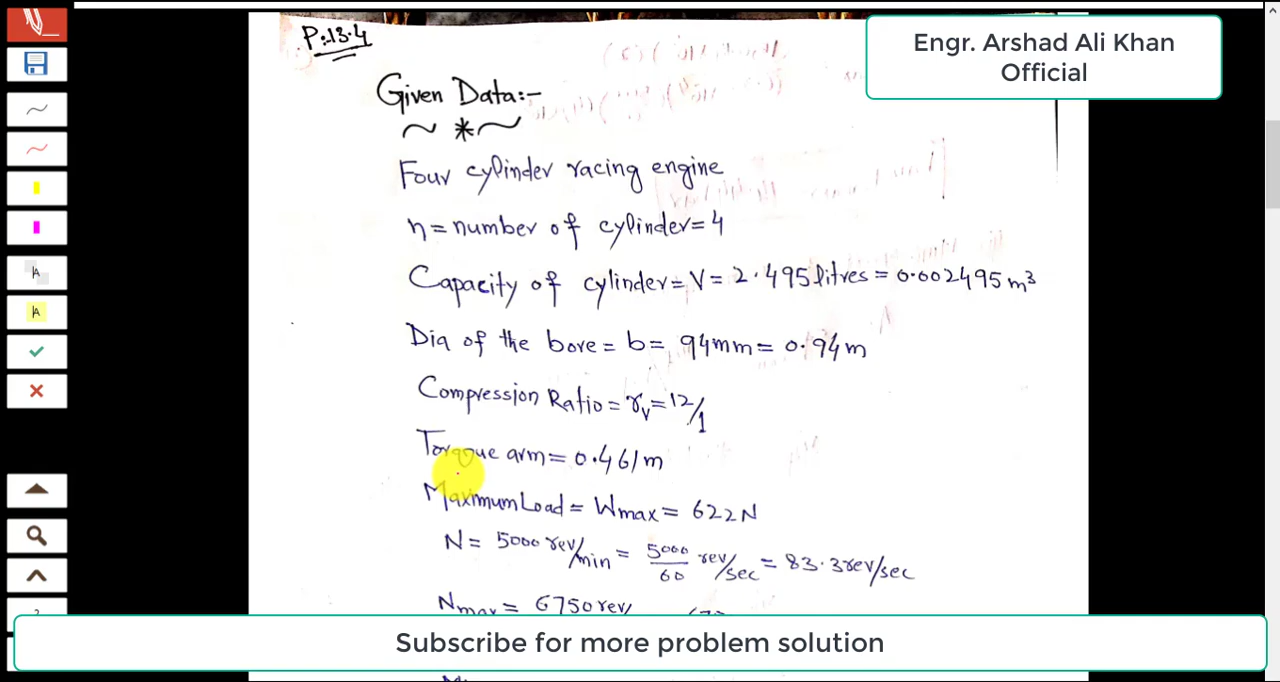 P:13.4
Engr. Arshad Ali Khan
Official
Given Data:-
Four cylinder racing engine
n = number of cylinder = 4
Capacity of cylinder = V = 2.495 litres = 0.002495 m³
Dia of the bore = b = 94mm = 0.94 m
Compression Ratio = rᵥ = 12/1
Torque arm = 0.461 m
Maximum Load = Wmax = 622N
N = 5000 rev/min = 5000/60 rev/sec = 83.3 rev/sec
Nmax = 6750 rev/
Subscribe for more problem solution